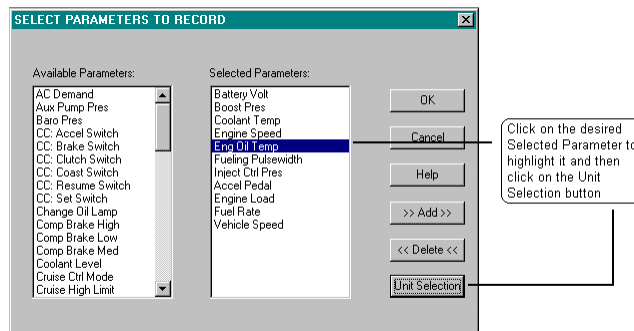 SELECT PARAMETERS TO RECORD
Available Parameters:
AC Demand
Aux Pump Pres
Baro Pres
CC: Accel Switch
CC: Brake Switch
CC: Clutch Switch
CC: Coast Switch
CC: Resume Switch
CC: Set Switch
Change Oil Lamp
Comp Brake High
Comp Brake Low
Comp Brake Med
Coolant Level
Cruise Ctrl Mode
Cruise High Limit
Selected Parameters:
Battery Volt
Boost Pres
Coolant Temp
Engine Speed
Eng Oil Temp
Fueling Pulsewidth
Inject Ctrl Pres
Accel Pedal
Engine Load
Fuel Rate
Vehicle Speed
OK
Cancel
Help
>> Add >>
<< Delete <<
Unit Selection
Click on the desired
Selected Parameter to
highlight it and then
click on the Unit
Selection button